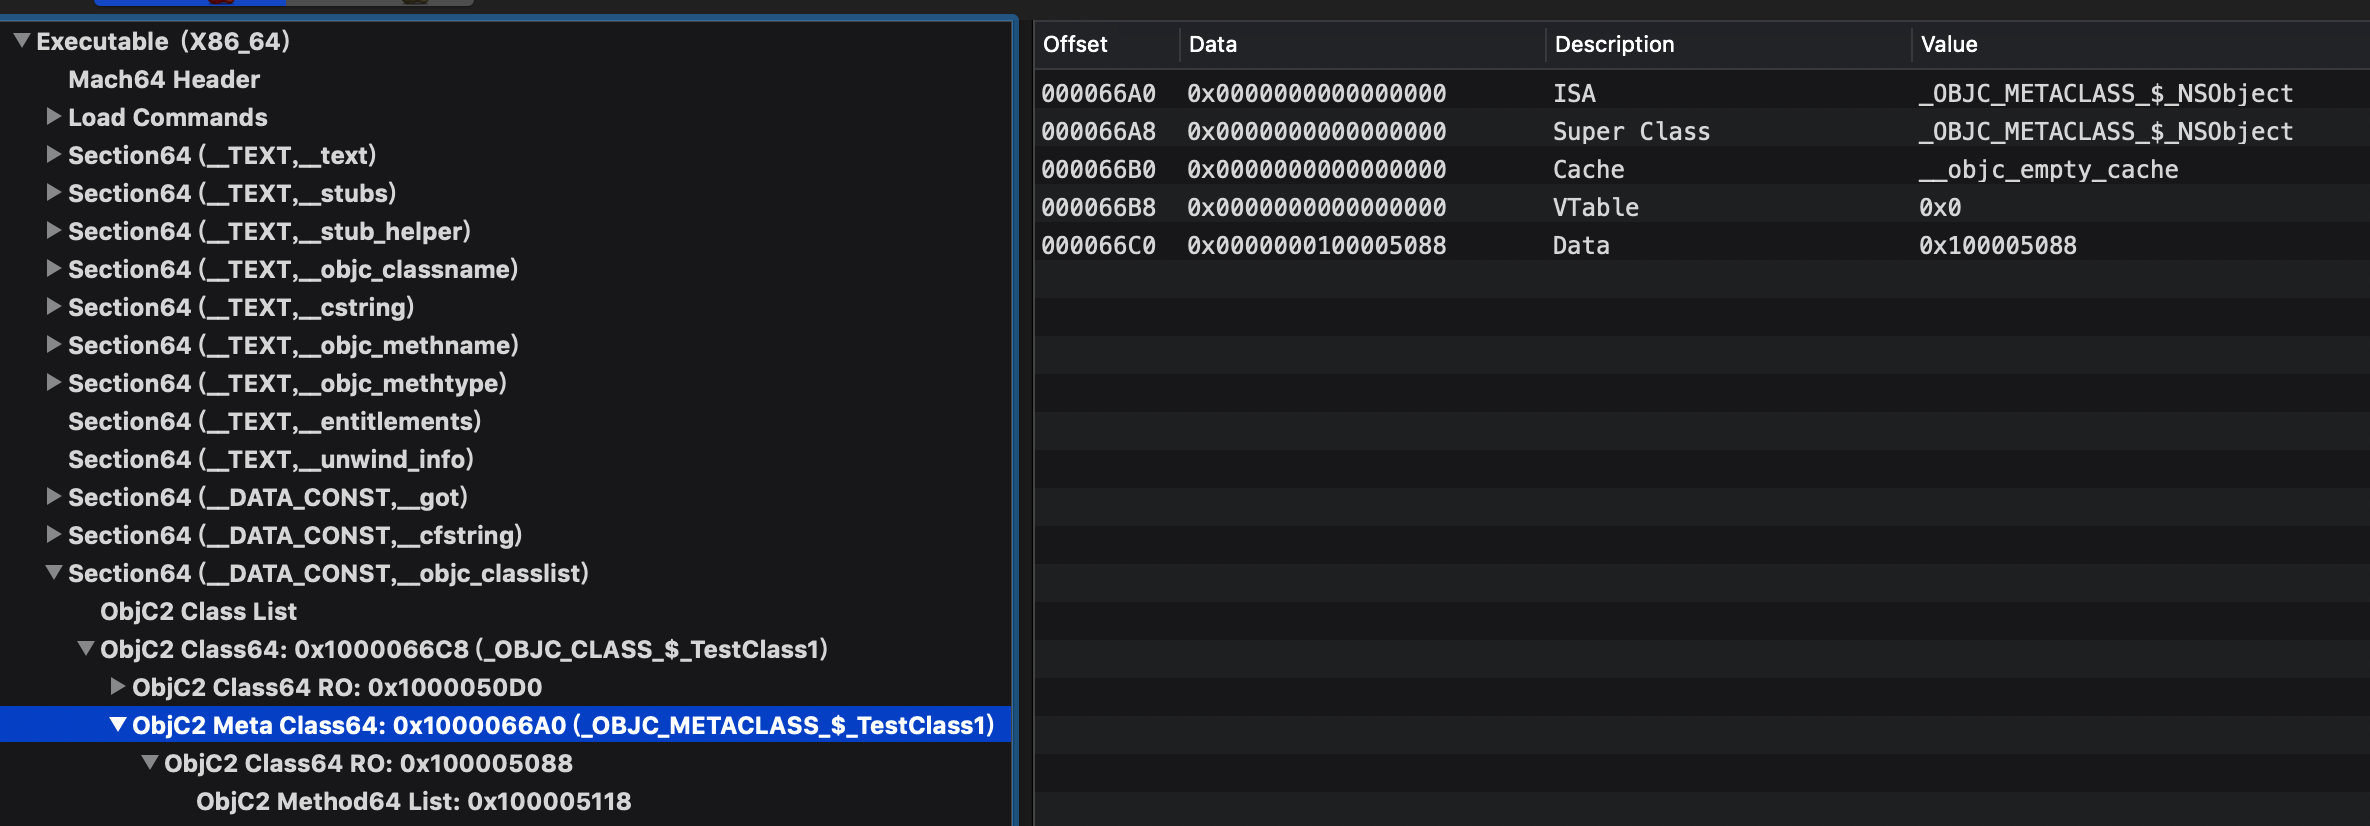 Executable (X86_64)
Mach64 Header
Load Commands
Section64 (__TEXT,__text)
Section64 (__TEXT,__stubs)
Section64 (__TEXT,__stub_helper)
Section64 (__TEXT,__objc_classname)
Section64 (__TEXT,__cstring)
Section64 (__TEXT,__objc_methname)
Section64 (__TEXT,__objc_methtype)
Section64 (__TEXT,__entitlements)
Section64 (__TEXT,__unwind_info)
Section64 (__DATA_CONST,__got)
Section64 (__DATA_CONST,__cfstring)
Section64 (__DATA_CONST,__objc_classlist)
ObjC2 Class List
ObjC2 Class64: 0x1000066C8 (_OBJC_CLASS_$_TestClass1)
ObjC2 Class64 RO: 0x1000050D0
ObjC2 Meta Class64: 0x1000066A0 (_OBJC_METACLASS_$_TestClass1)
ObjC2 Class64 RO: 0x100005088
ObjC2 Method64 List: 0x100005118
Offset Data Description Value
000066A0 0x0000000000000000 ISA _OBJC_METACLASS_$_NSObject
000066A8 0x0000000000000000 Super Class _OBJC_METACLASS_$_NSObject
000066B0 0x0000000000000000 Cache __objc_empty_cache
000066B8 0x0000000000000000 VTable 0x0
000066C0 0x0000000100005088 Data 0x100005088